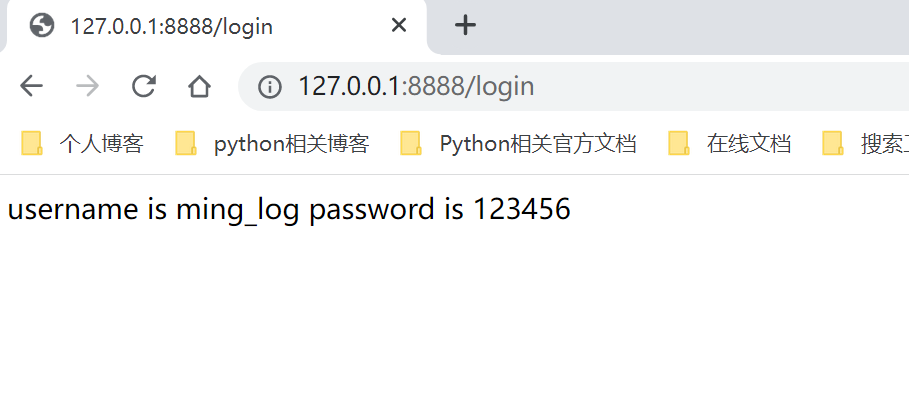 127.0.0.1:8888/login
127.0.0.1:8888/login
个人博客 python相关博客 Python相关官方文档 在线文档 搜索
username is ming_log password is 123456